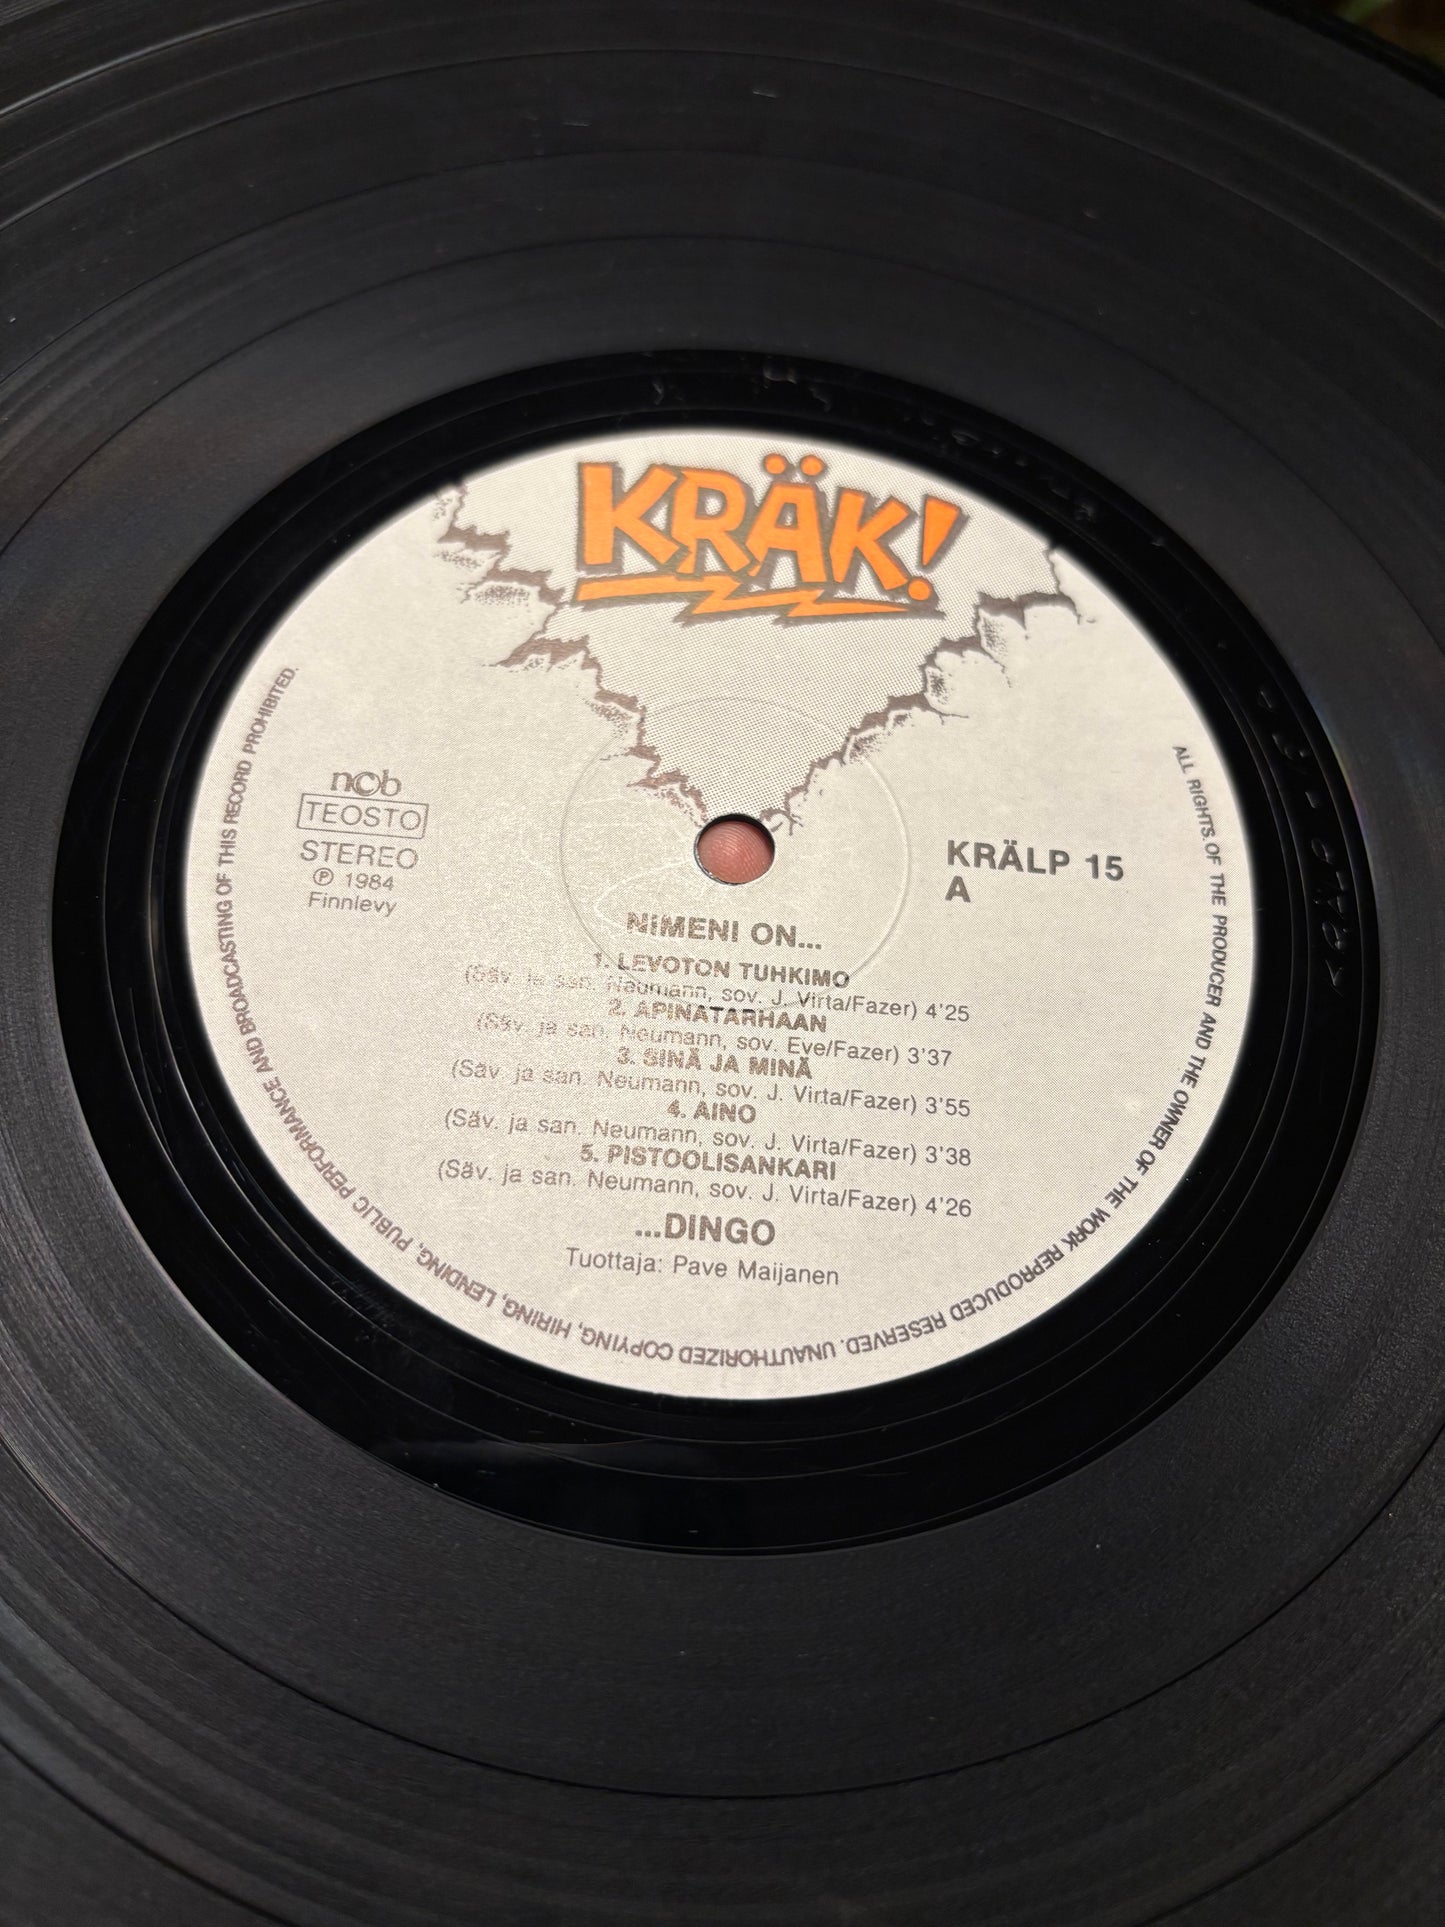 KRÄK!
ncb
TEOSTO
STEREO
Ⓟ 1984
Finnlevy
KRÄLP 15
A
NIMENI ON...
1. LEVOTON TUHKIMO
(Säv. ja san. Neumann, sov. J. Virta/Fazer) 4'25
2. APINATARHAAN
(Säv. ja san. Neumann, sov. Eve/Fazer) 3'37
3. SINÄ JA MINÄ
(Säv. ja san. Neumann, sov. J. Virta/Fazer) 3'55
4. AINO
(Säv. ja san. Neumann, sov. J. Virta/Fazer) 3'38
5. PISTOOLISANKARI
(Säv. ja san. Neumann, sov. J. Virta/Fazer) 4'26
...DINGO
Tuottaja: Pave Maijanen
ALL RIGHTS OF THE PRODUCER AND THE OWNER OF THE WORK REPRODUCED RESERVED. UNAUTHORIZED COPYING, HIRING, LENDING, PUBLIC PERFORMANCE AND BROADCASTING OF THIS RECORD PROHIBITED.